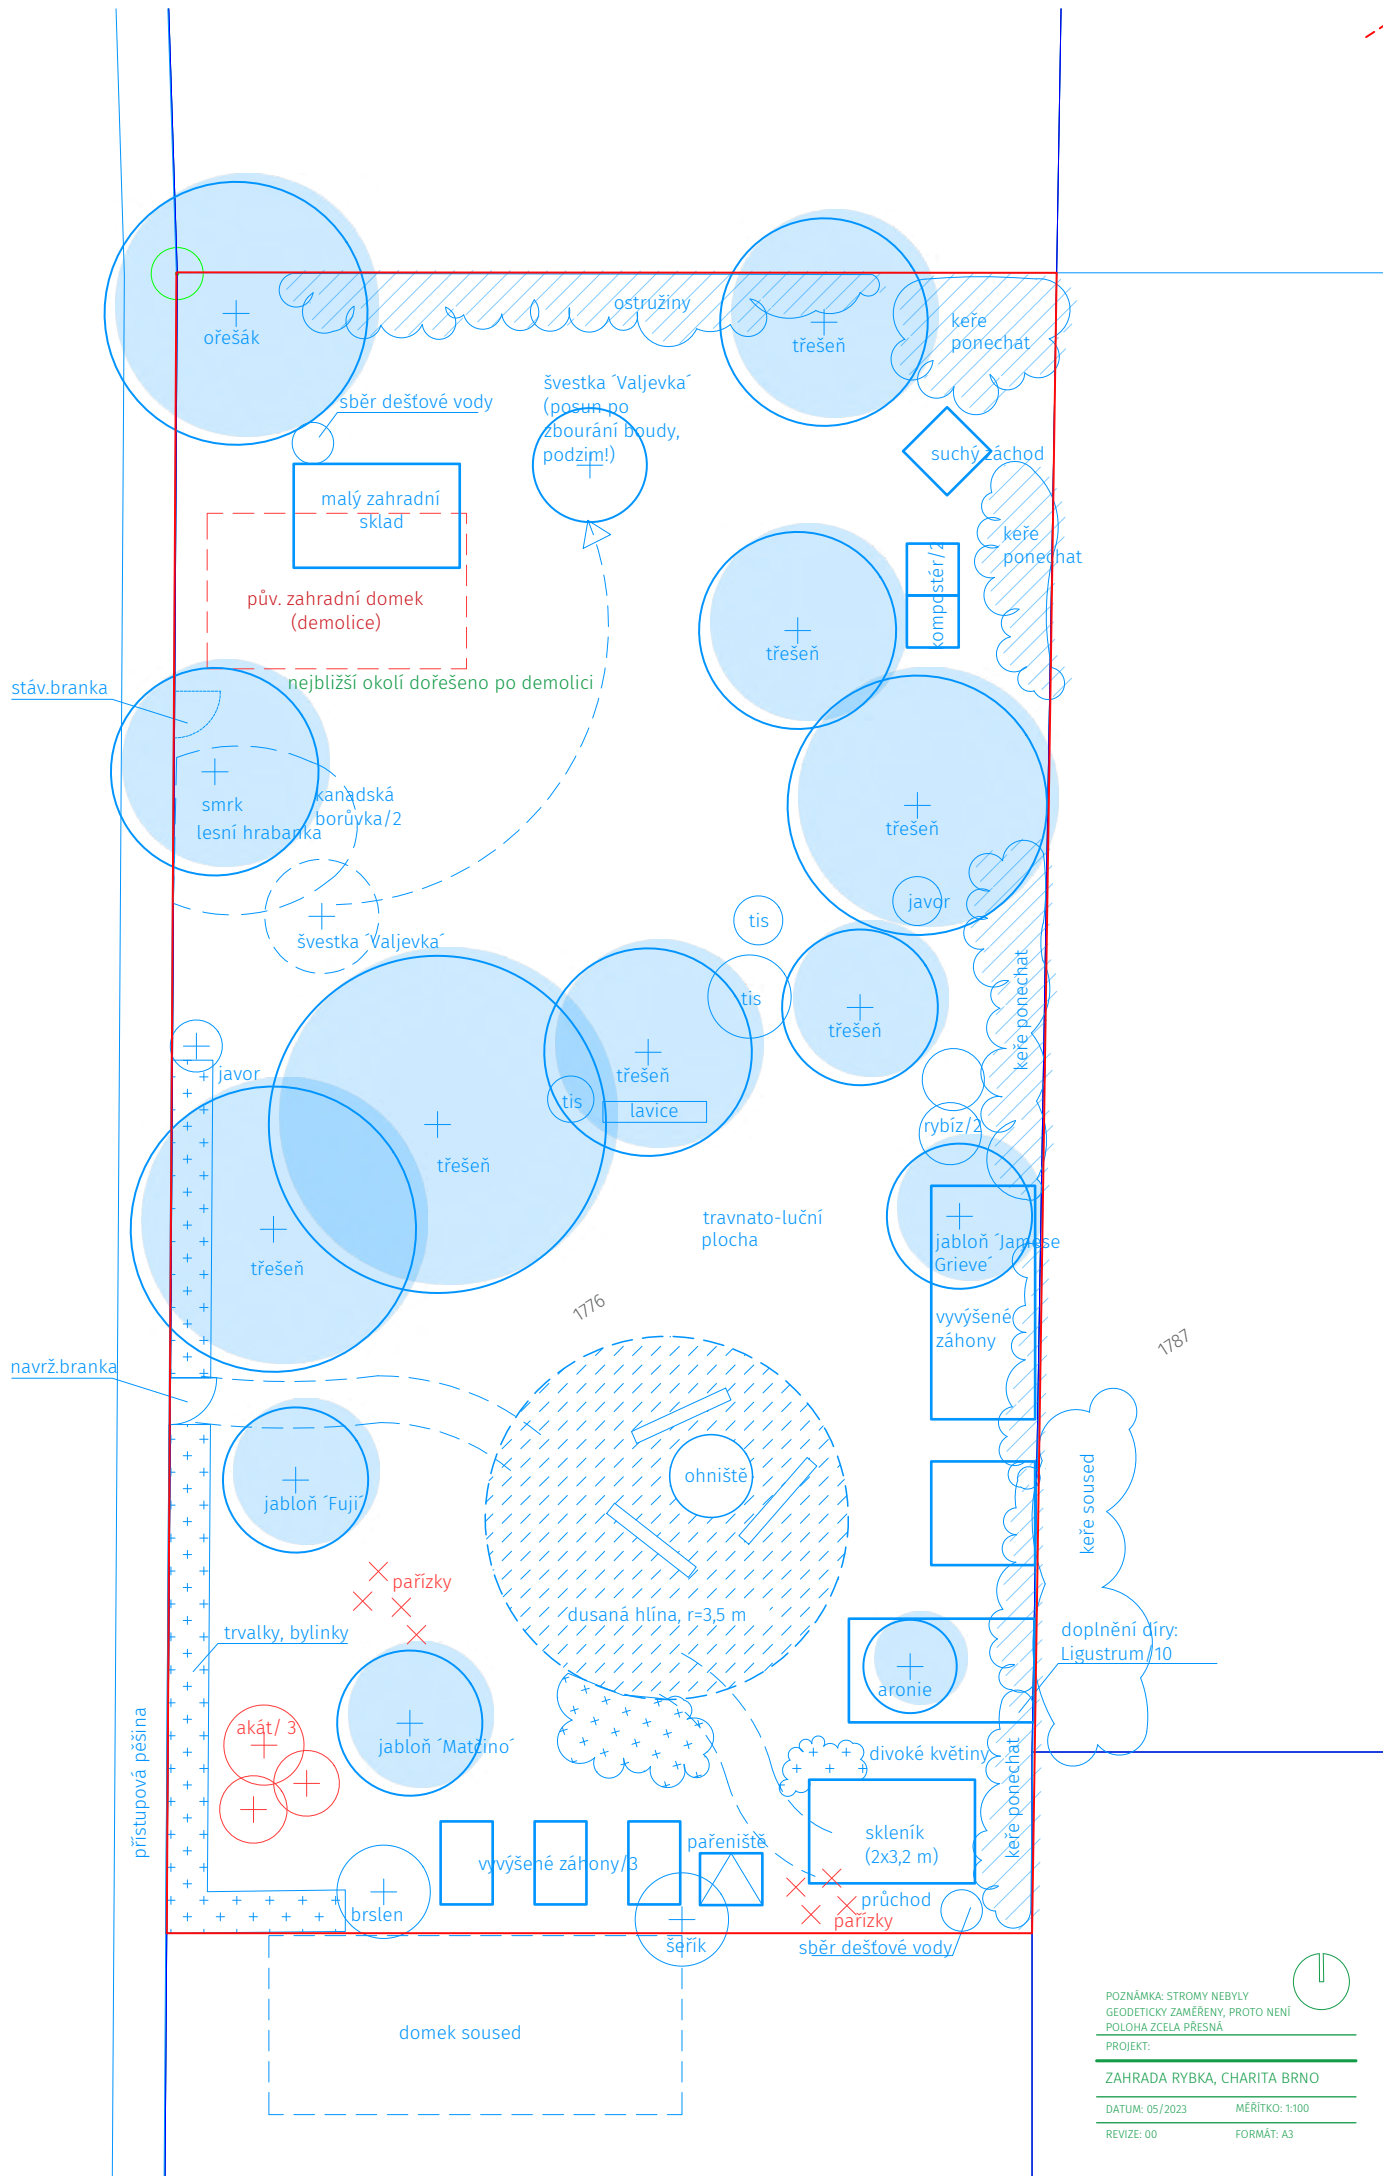 ořešák
ostružiny
třešeň
keře
ponechat
švestka ´Valjevka´
(posun po
zbourání boudy,
podzim!)
sběr dešťové vody
suchý záchod
malý zahradní
sklad
keře
ponechat
kompostér/2
pův. zahradní domek
(demolice)
třešeň
nejbližší okolí dořešeno po demolici
stáv.branka
smrk
lesní hrabanka
kanadská
borůvka/2
třešeň
javor
tis
švestka ´Valjevka´
tis
třešeň
keře ponechat
javor
třešeň
tis
lavice
rybíz/2
třešeň
travnato-luční
plocha
jabloň ´Jamese
Grieve´
třešeň
1776
vyvýšené
záhony
1787
navrž.branka
ohniště
jabloň ´Fuji´
keře soused
pařízky
dusaná hlína, r=3,5 m
trvalky, bylinky
doplnění díry:
Ligustrum/10
aronie
akát/ 3
jabloň ´Matčino´
divoké květiny
přístupová pěšina
keře ponechat
skleník
(2x3,2 m)
pařeniště
vyvýšené záhony/3
průchod
pařízky
brslen
šeřík
sběr dešťové vody
domek soused
POZNÁMKA: STROMY NEBYLY
GEODETICKY ZAMĚŘENY, PROTO NENÍ
POLOHA ZCELA PŘESNÁ
PROJEKT:
ZAHRADA RYBKA, CHARITA BRNO
DATUM: 05/2023
MĚŘÍTKO: 1:100
REVIZE: 00
FORMÁT: A3